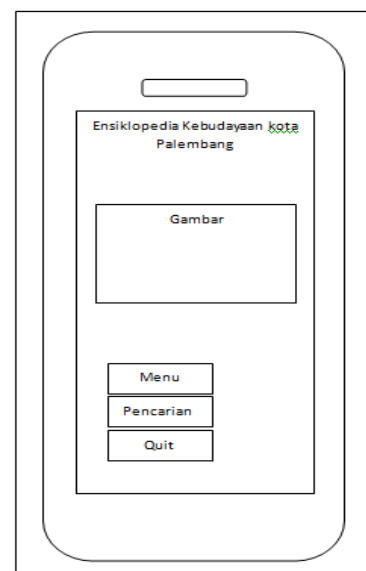 Ensiklopedia Kebudayaan kota
Palembang
Gambar
Menu
Pencarian
Quit